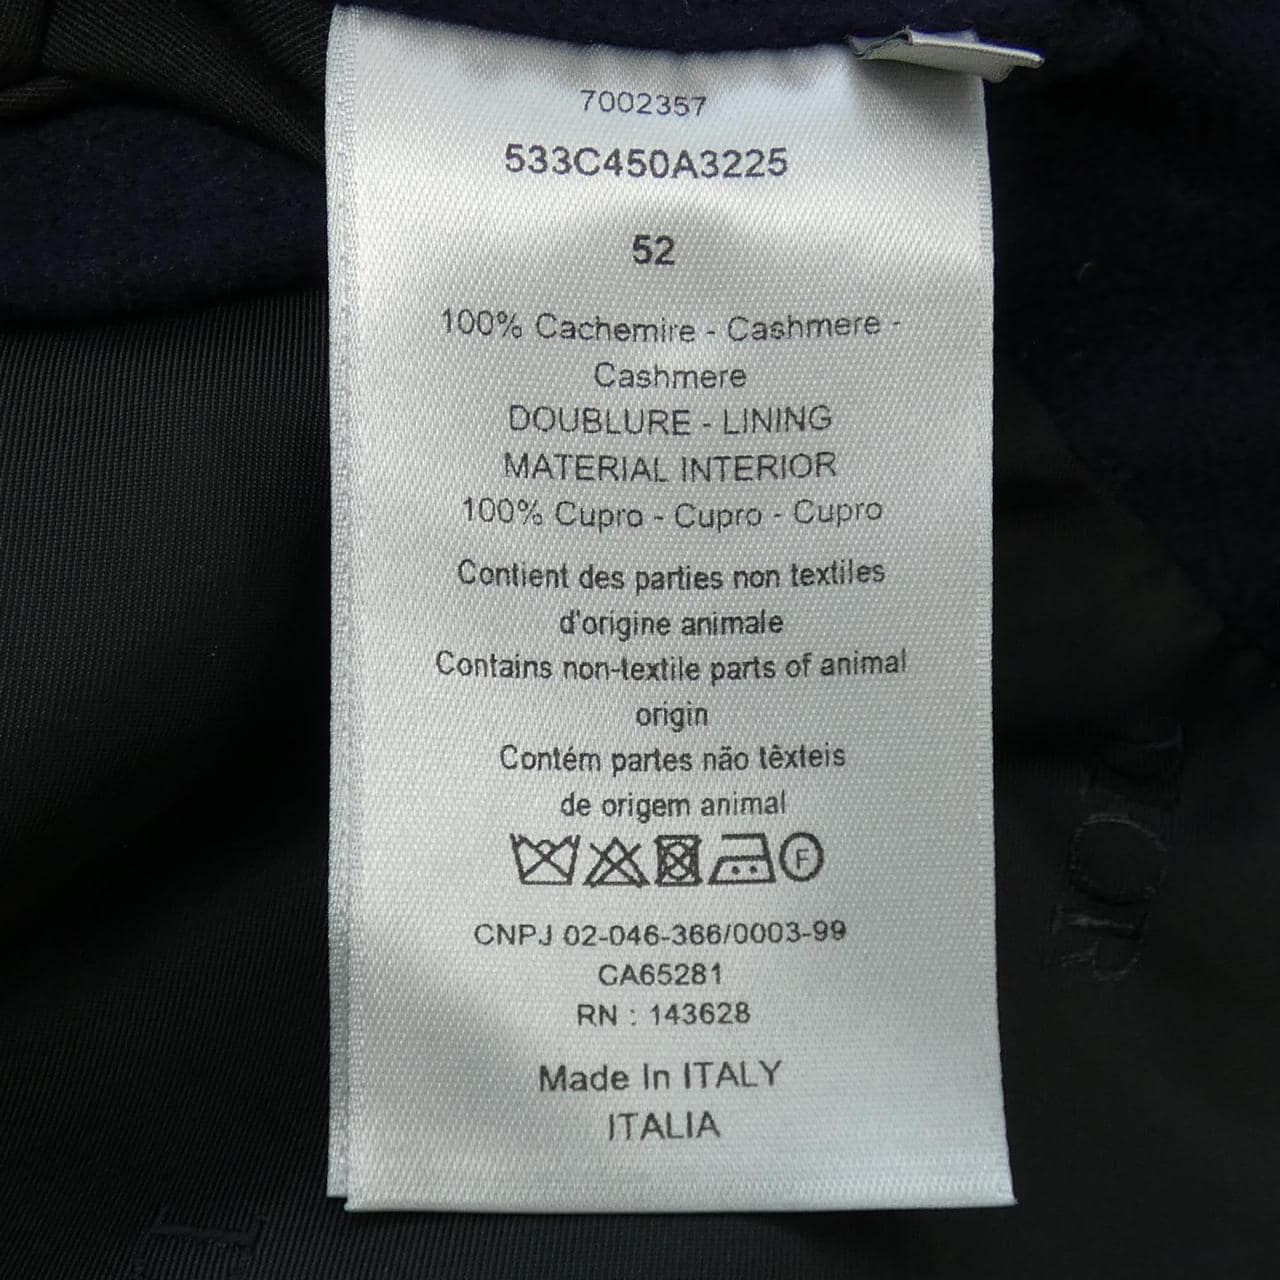 7002357
533C450A3225
52
100% Cachemire - Cashmere -
Cashmere
DOUBLURE - LINING
MATERIAL INTERIOR
100% Cupro - Cupro - Cupro
Contient des parties non textiles
d'origine animale
Contains non-textile parts of animal
origin
Contém partes não têxteis
de origem animal
F
CNPJ 02-046-366/0003-99
CA65281
RN : 143628
Made In ITALY
ITALIA